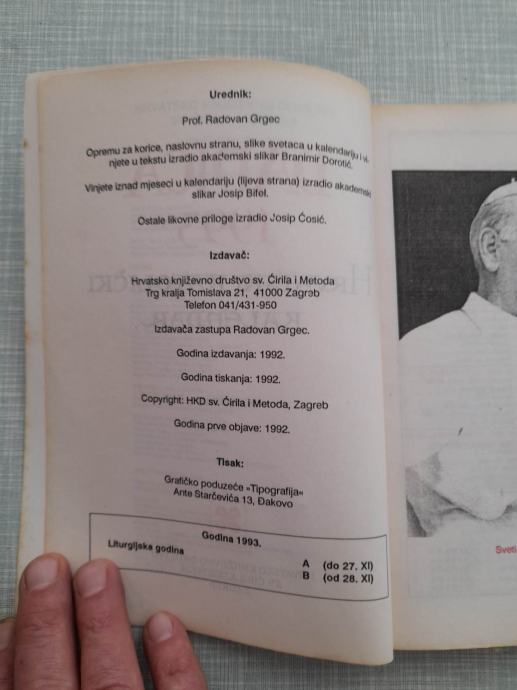 Urednik:
Prof. Radovan Grgec
Opremu za korice, naslovnu stranu, slike svetaca u kalendariju i vi-
njete u tekstu izradio akademski slikar Branimir Dorotić.
Vinjete iznad mjeseci u kalendariju (lijeva strana) izradio akademski
slikar Josip Bifel.
Ostale likovne priloge izradio Josip Ćosić.
Izdavač:
Hrvatsko književno društvo sv. Ćirila i Metoda
Trg kralja Tomislava 21, 41000 Zagreb
Telefon 041/431-950
Izdavača zastupa Radovan Grgec.
Godina izdavanja: 1992.
Godina tiskanja: 1992.
Copyright: HKD sv. Ćirila i Metoda, Zagreb
Godina prve objave: 1992.
Tisak:
Grafičko poduzeće »Tipografija«
Ante Starčevića 13, Đakovo
Godina 1993.
Liturgijska godina
A (do 27. XI)
B (od 28. XI)
Sveti